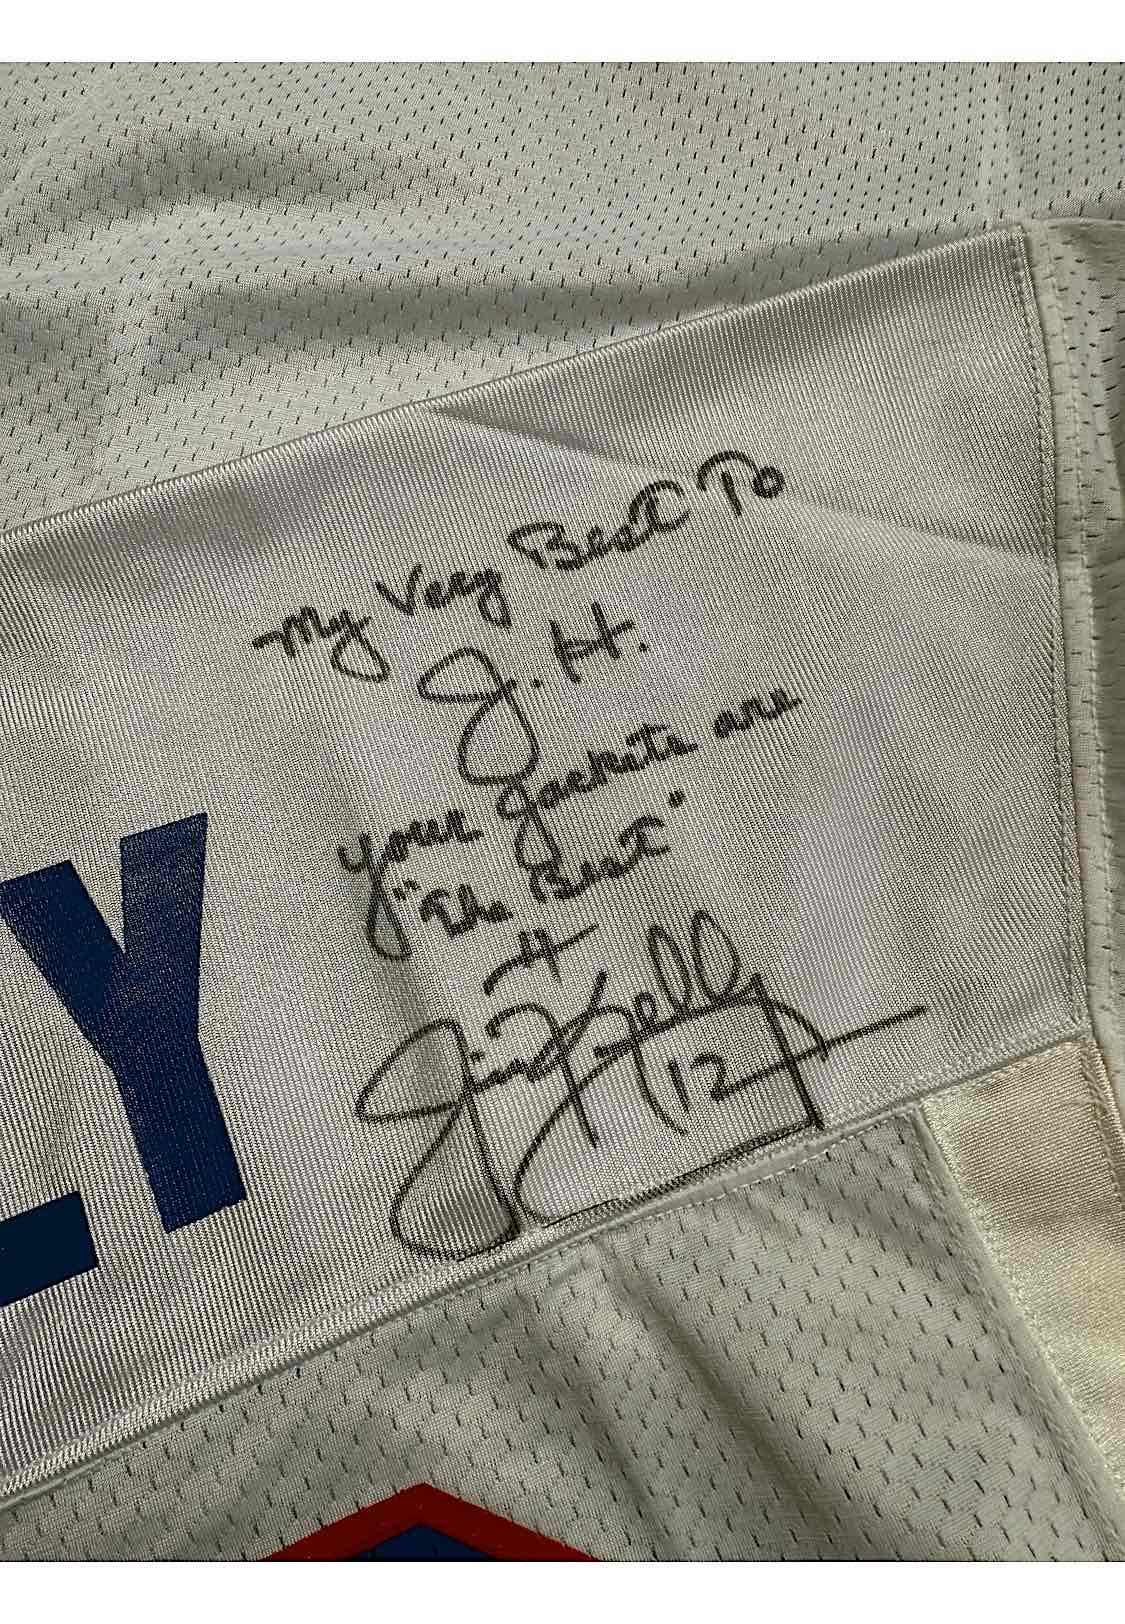 My Very Best To
J. H.
your Jackets are
"The Best"
Jim Kelly
12
LY